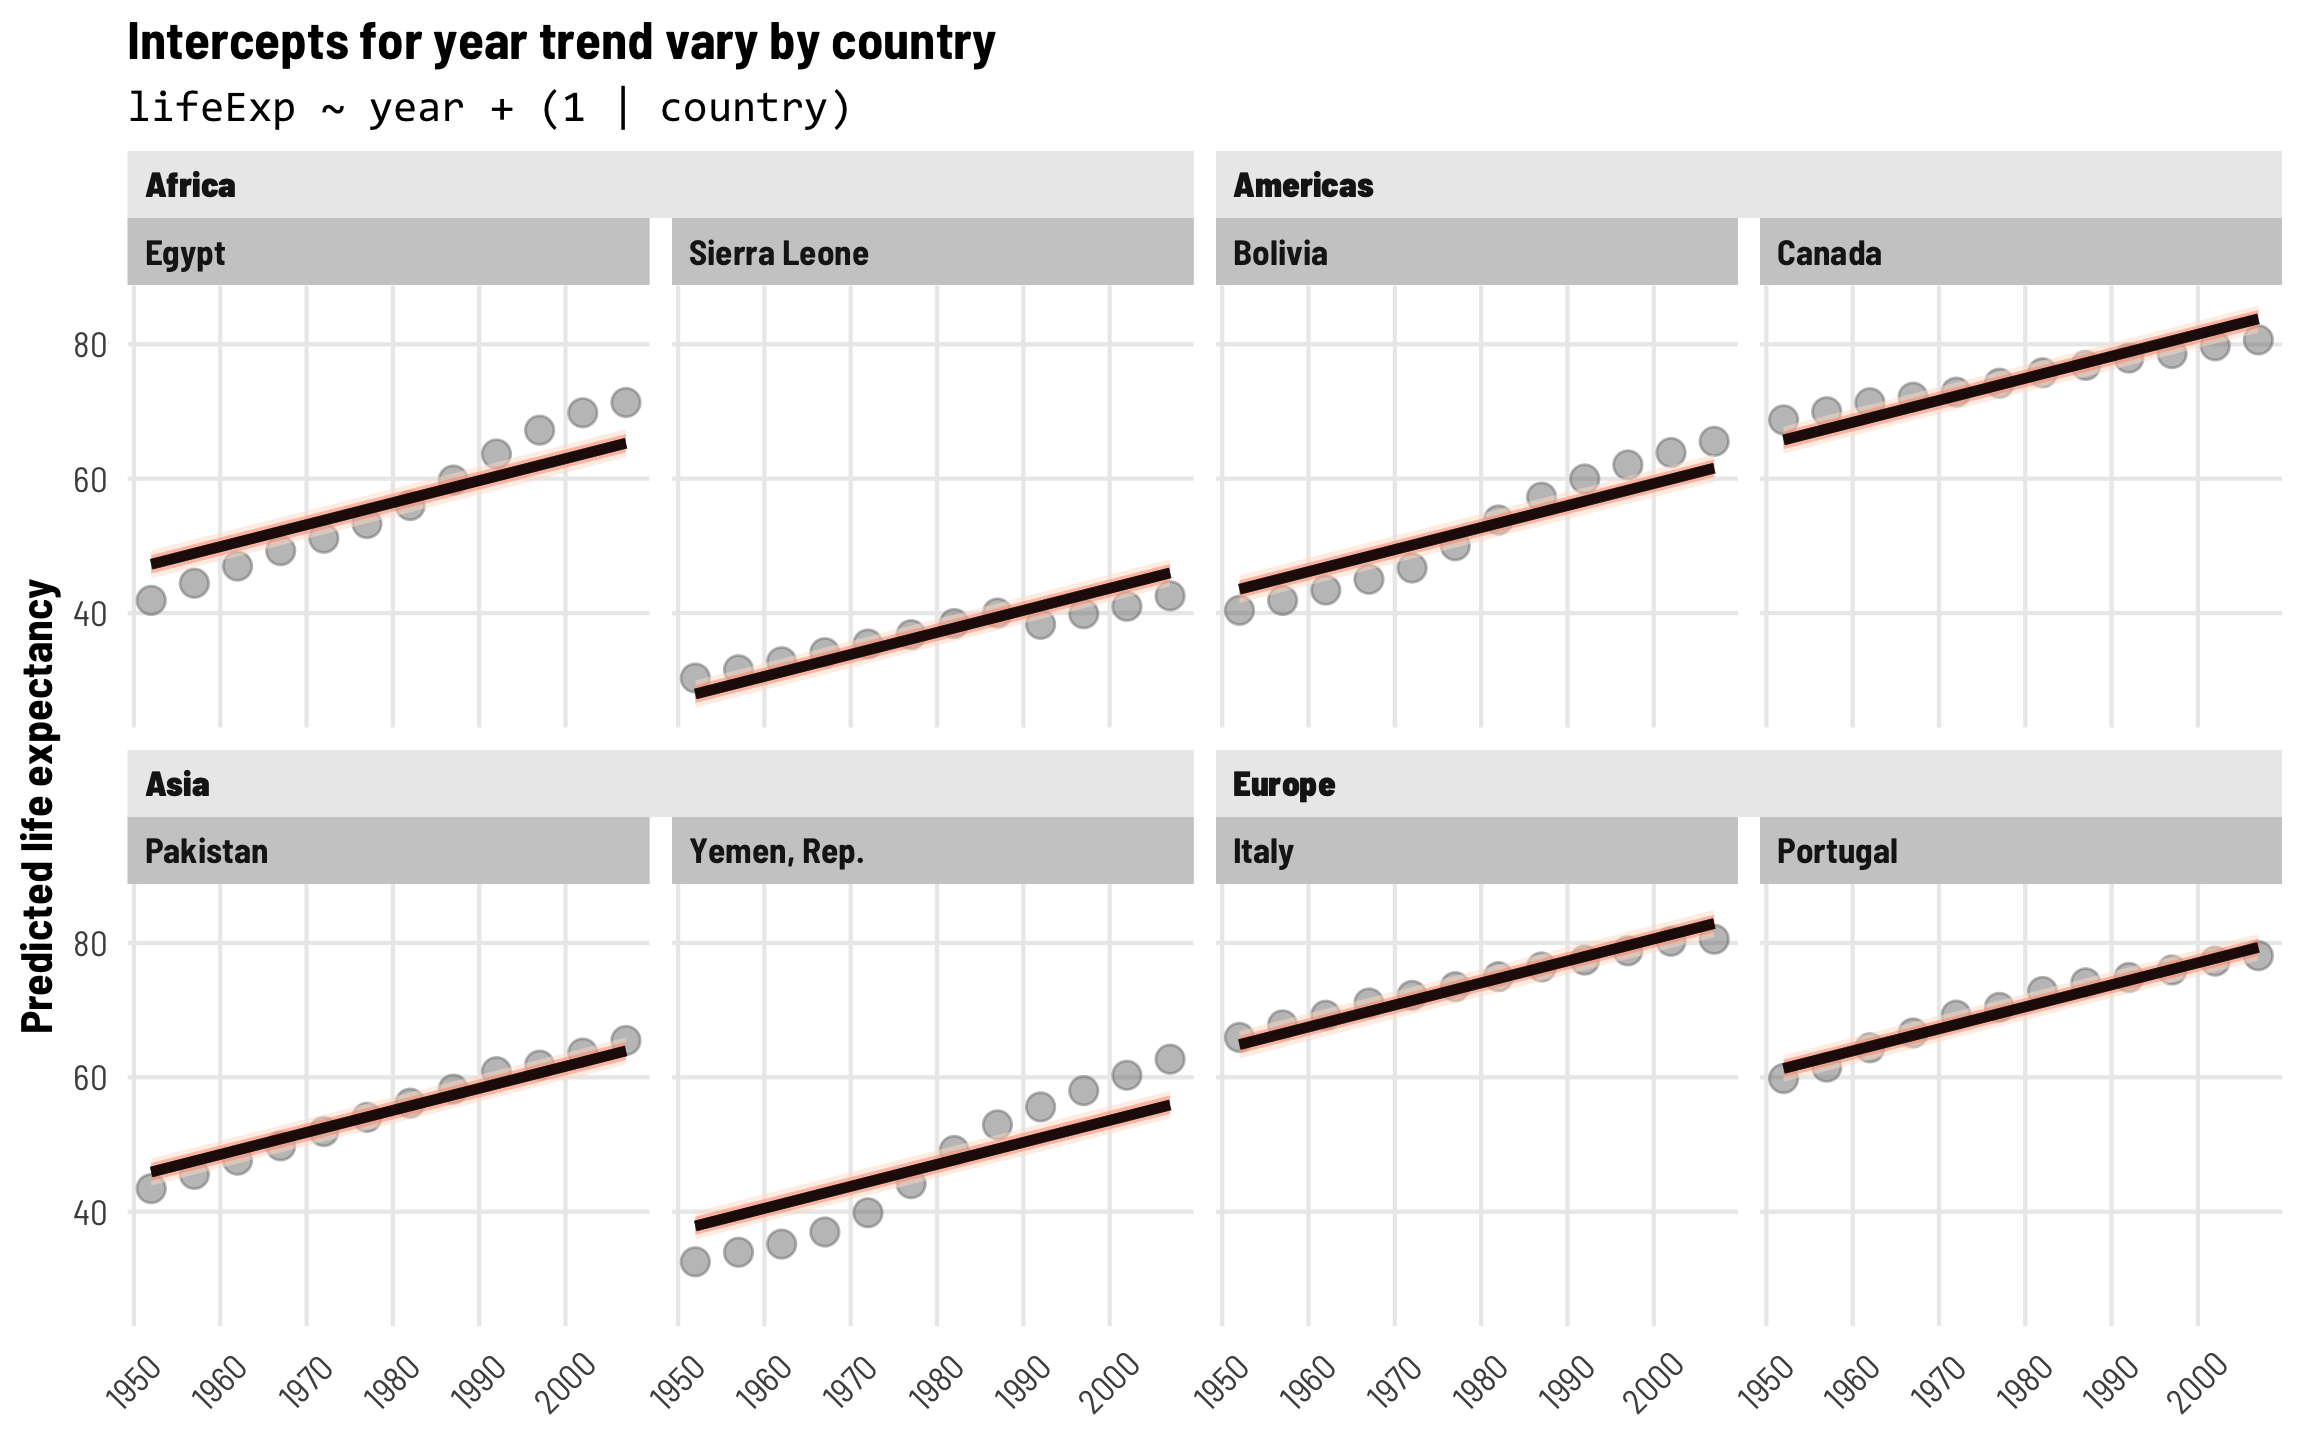 Intercepts for year trend vary by country
lifeExp ~ year + (1 | country)
Africa
Americas
Egypt
Sierra Leone
Bolivia
Canada
80
60
40
Predicted life expectancy
Asia
Europe
Pakistan
Yemen, Rep.
Italy
Portugal
80
60
40
1950 1960 1970 1980 1990 2000
1950 1960 1970 1980 1990 2000
1950 1960 1970 1980 1990 2000
1950 1960 1970 1980 1990 2000